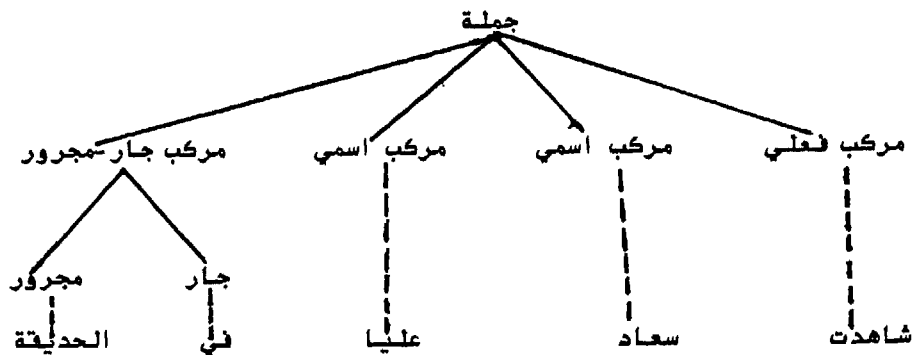 جملة
مركب فعلي مركب اسمي مركب اسمي مركب جار-مجرور
جار مجرور
شاهدت سعاد عليا في الحديقة